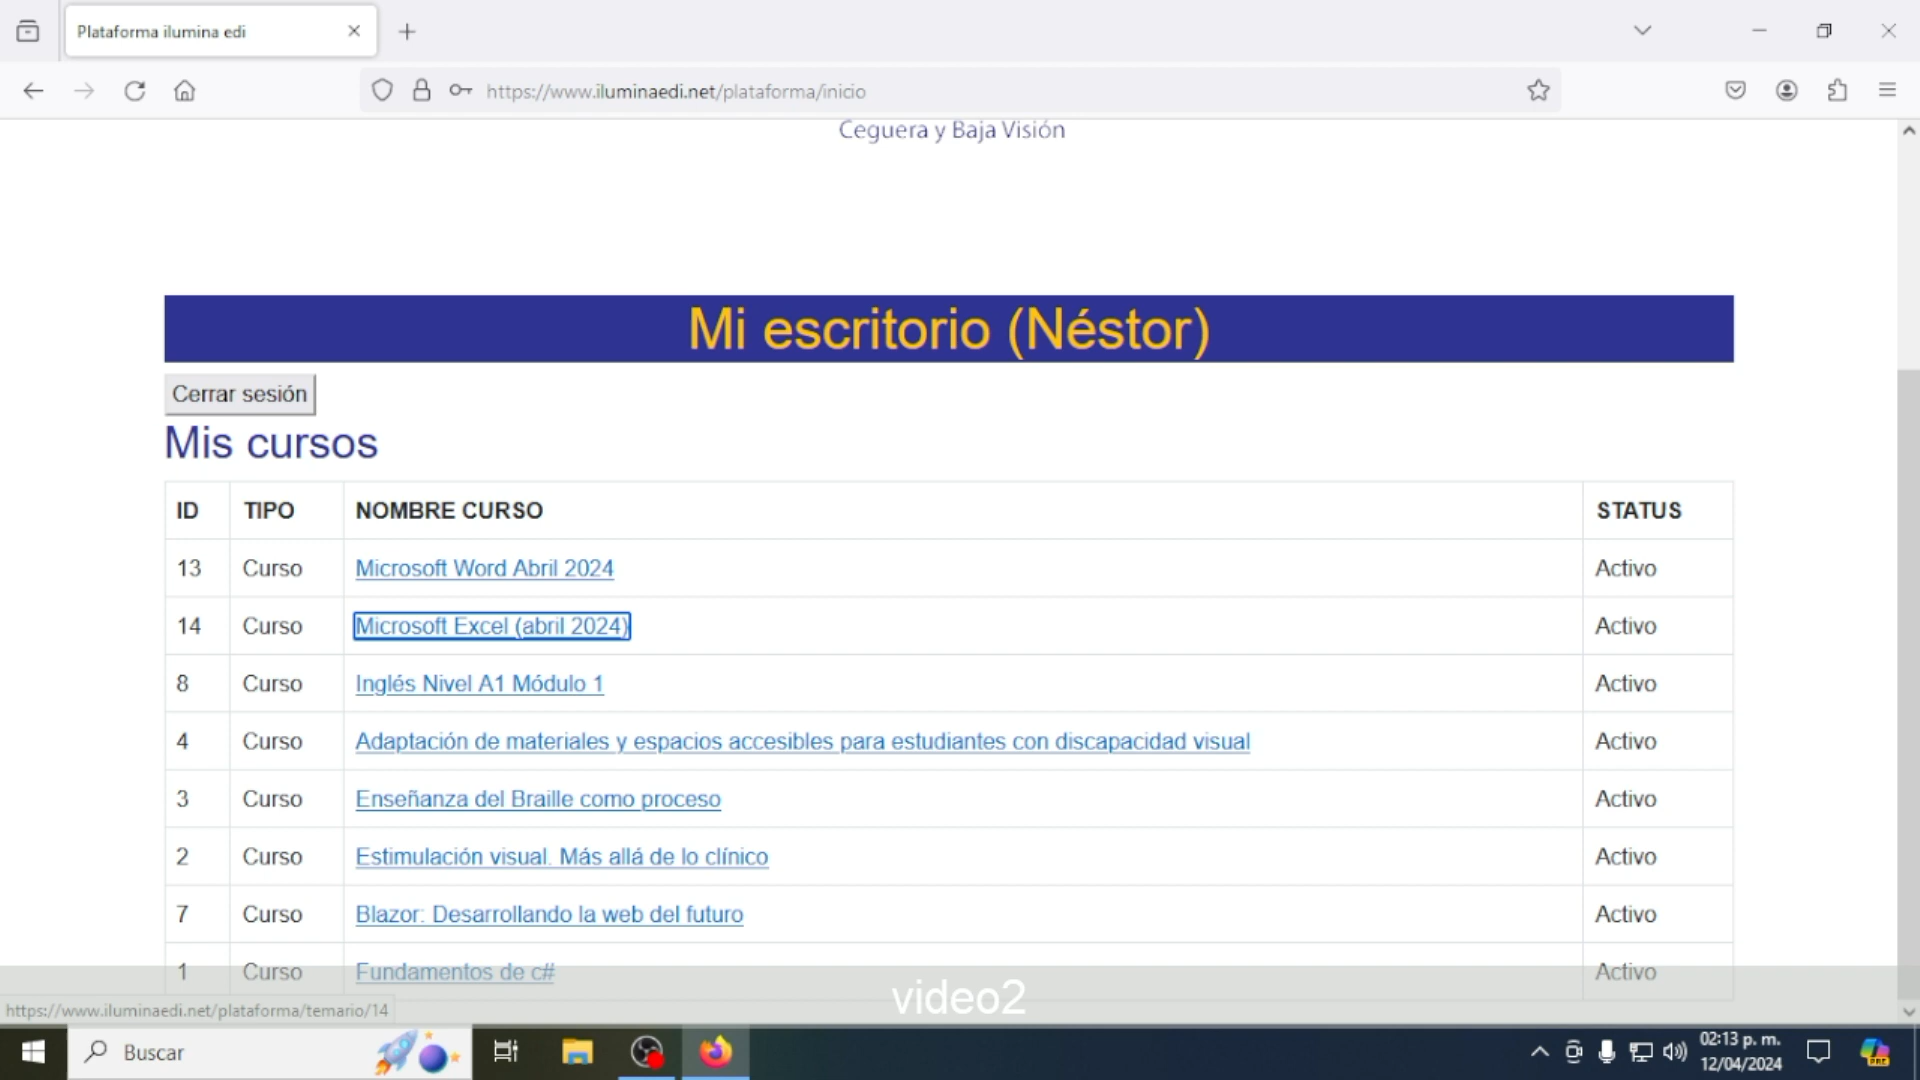 Plataforma ilumina edi
https://www.iluminaedi.net/plataforma/inicio
Ceguera y Baja Visión
Mi escritorio (Néstor)
Cerrar sesión
Mis cursos
ID TIPO NOMBRE CURSO STATUS
13 Curso Microsoft Word Abril 2024 Activo
14 Curso Microsoft Excel (abril 2024) Activo
8 Curso Inglés Nivel A1 Módulo 1 Activo
4 Curso Adaptación de materiales y espacios accesibles para estudiantes con discapacidad visual Activo
3 Curso Enseñanza del Braille como proceso Activo
2 Curso Estimulación visual. Más allá de lo clínico Activo
7 Curso Blazor: Desarrollando la web del futuro Activo
1 Curso Fundamentos de c# Activo
video2
https://www.iluminaedi.net/plataforma/temario/14
Buscar
02:13 p. m.
12/04/2024
PRE